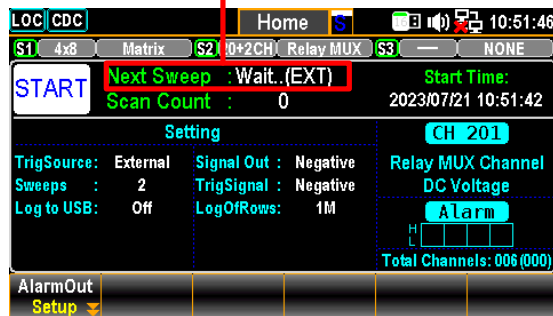 LOC CDC Home S 10:51:46
S1 4x8 Matrix S2 20+2CH Relay MUX S3 — NONE
START
Next Sweep : Wait..(EXT)
Scan Count : 0
Start Time:
2023/07/21 10:51:42
Setting
TrigSource: External Signal Out : Negative
Sweeps : 2 TrigSignal : Negative
Log to USB: Off LogOfRows: 1M
CH 201
Relay MUX Channel
DC Voltage
Alarm
H
L
Total Channels: 006 (000)
AlarmOut
Setup